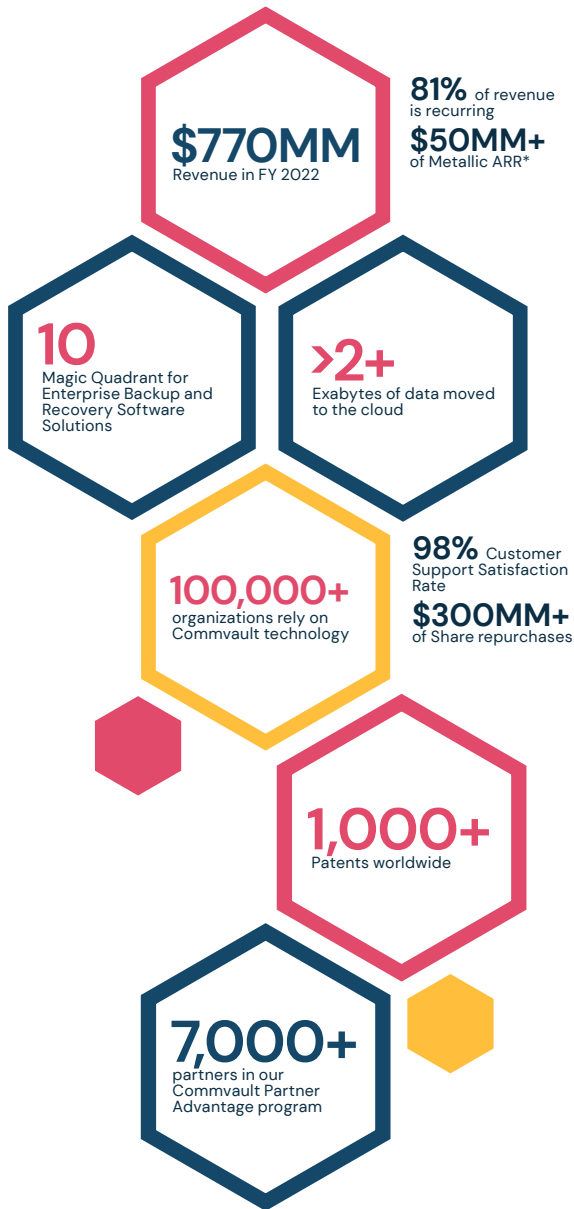 $770MM
Revenue in FY 2022
81% of revenue
is recurring
$50MM+
of Metallic ARR*
10
Magic Quadrant for
Enterprise Backup and
Recovery Software
Solutions
>2+
Exabytes of data moved
to the cloud
100,000+
organizations rely on
Commvault technology
98% Customer
Support Satisfaction
Rate
$300MM+
of Share repurchases
1,000+
Patents worldwide
7,000+
partners in our
Commvault Partner
Advantage program